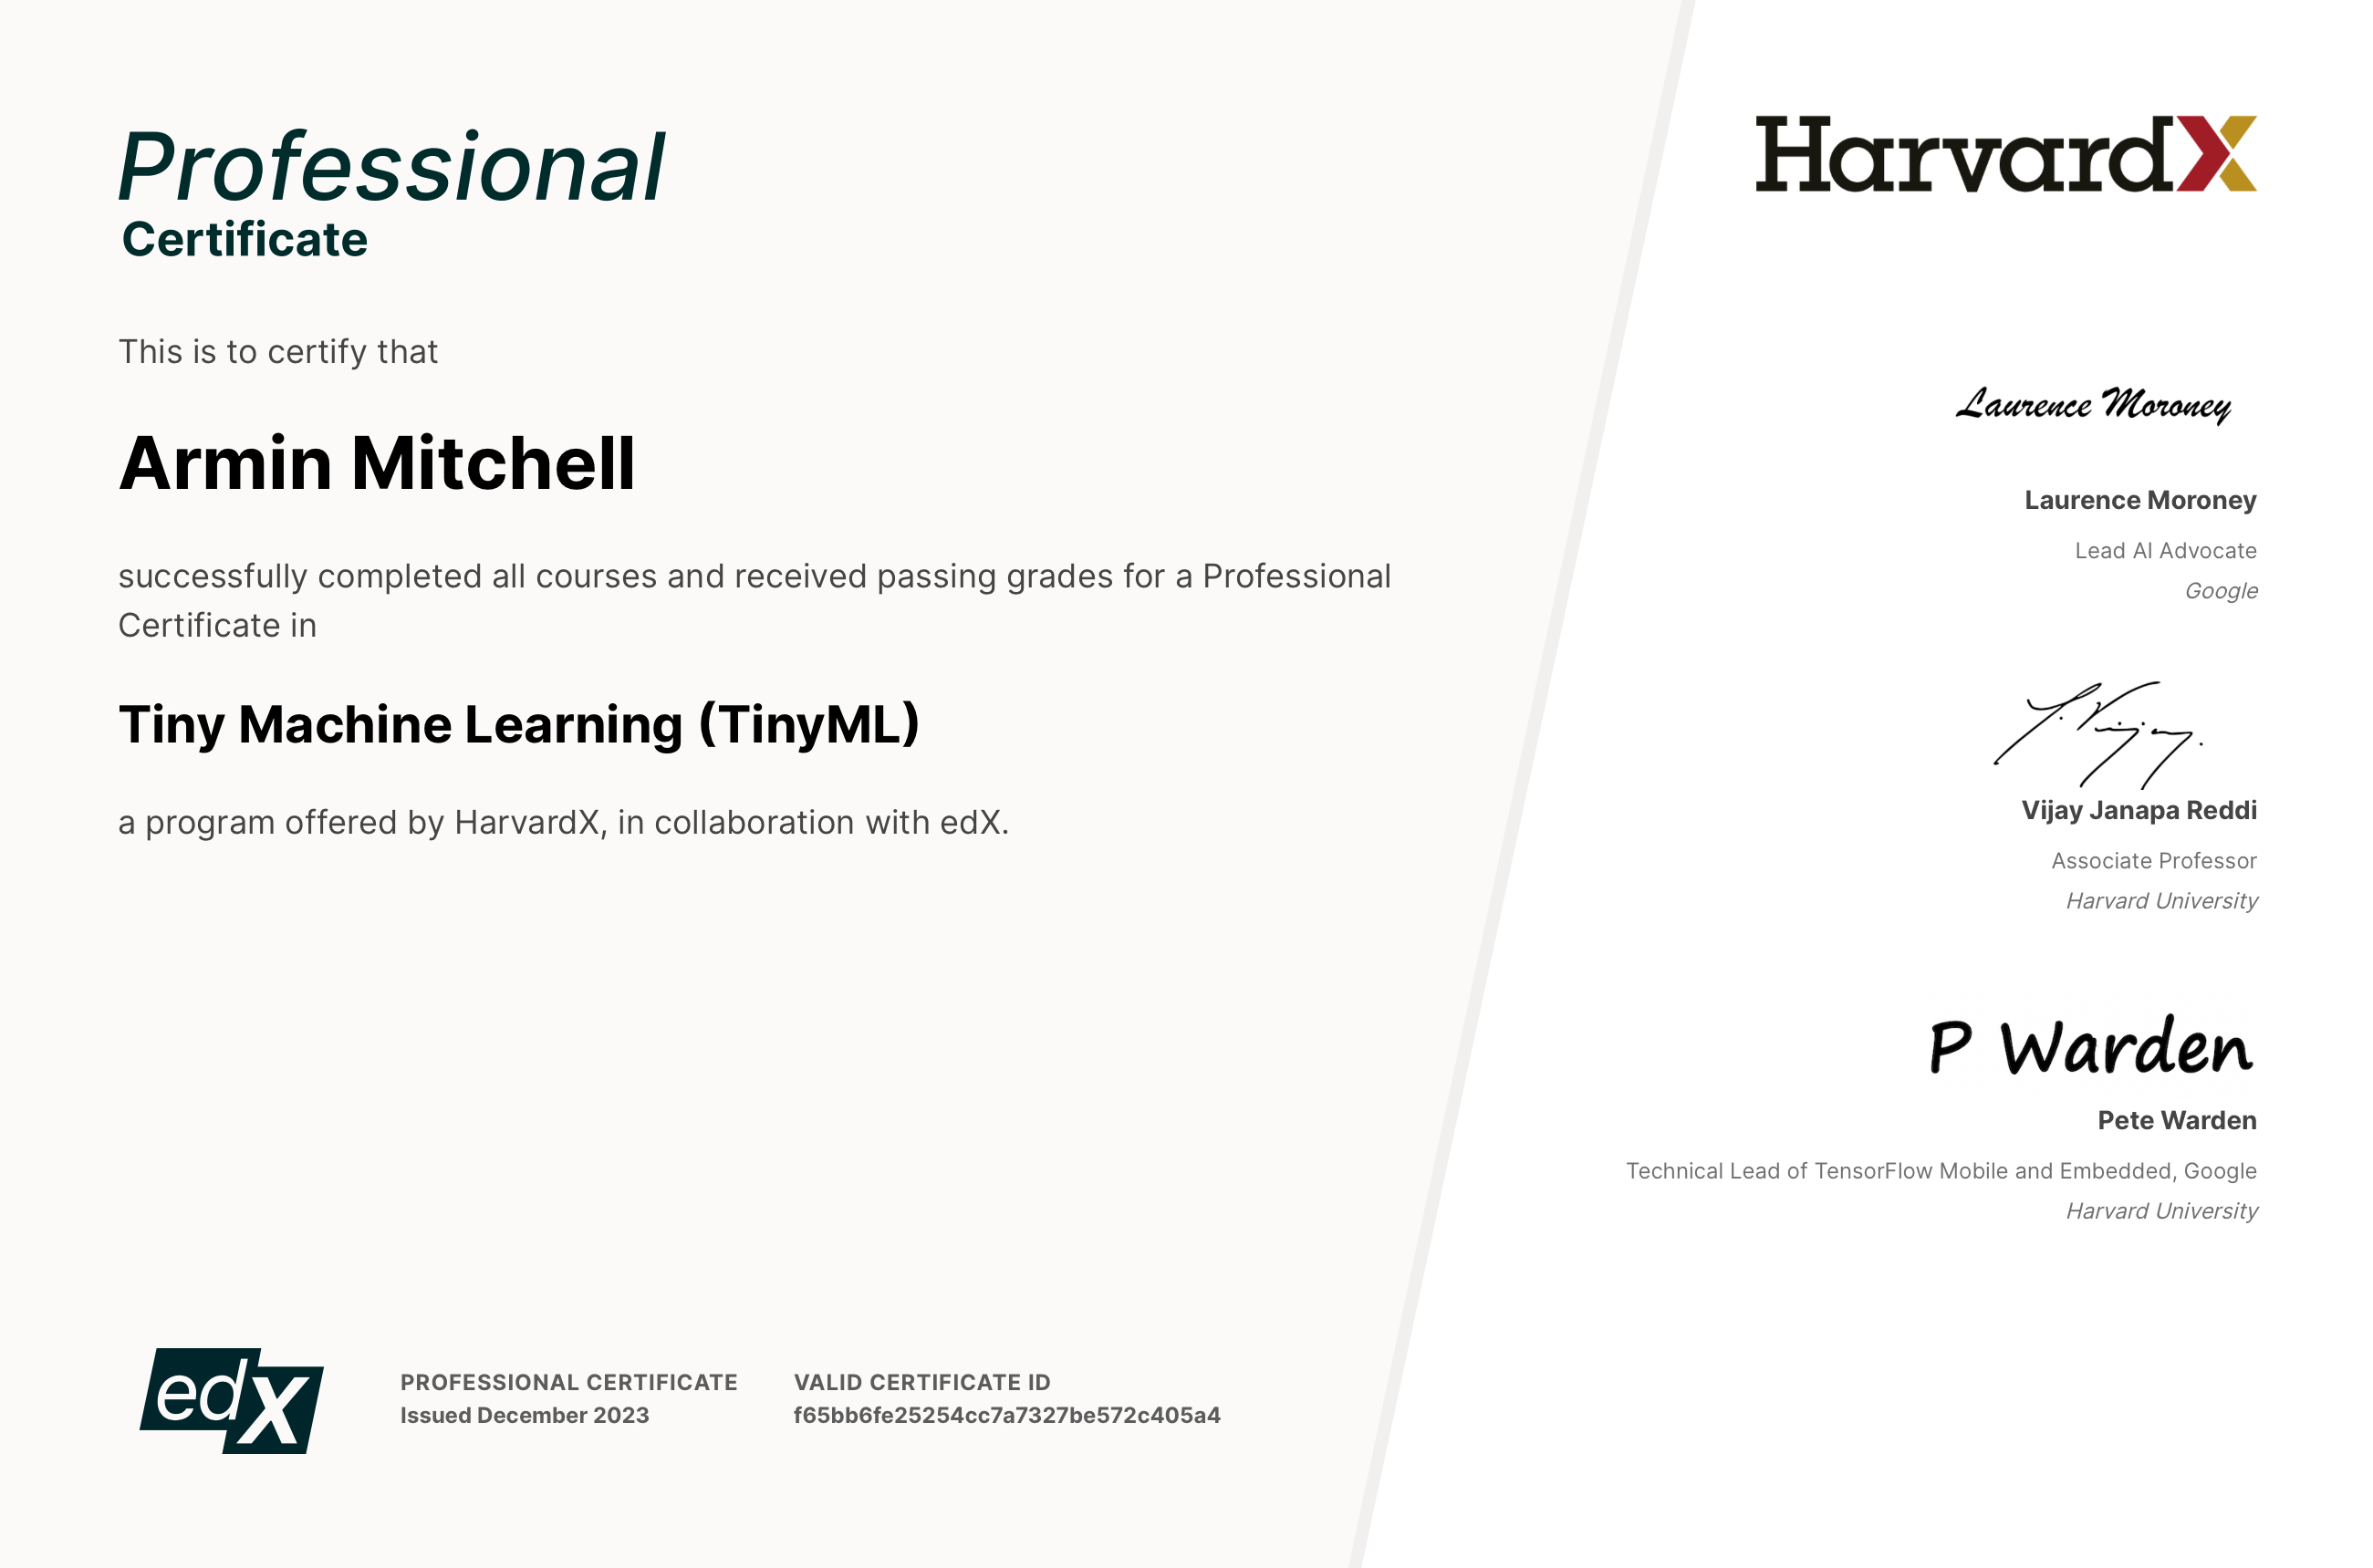 Professional
Certificate
This is to certify that
Armin Mitchell
successfully completed all courses and received passing grades for a Professional
Certificate in
Tiny Machine Learning (TinyML)
a program offered by HarvardX, in collaboration with edX.
edX
PROFESSIONAL CERTIFICATE
Issued December 2023
VALID CERTIFICATE ID
f65bb6fe25254cc7a7327be572c405a4
HarvardX
Laurence Moroney
Laurence Moroney
Lead AI Advocate
Google
Vijay Janapa Reddi
Associate Professor
Harvard University
P Warden
Pete Warden
Technical Lead of TensorFlow Mobile and Embedded, Google
Harvard University